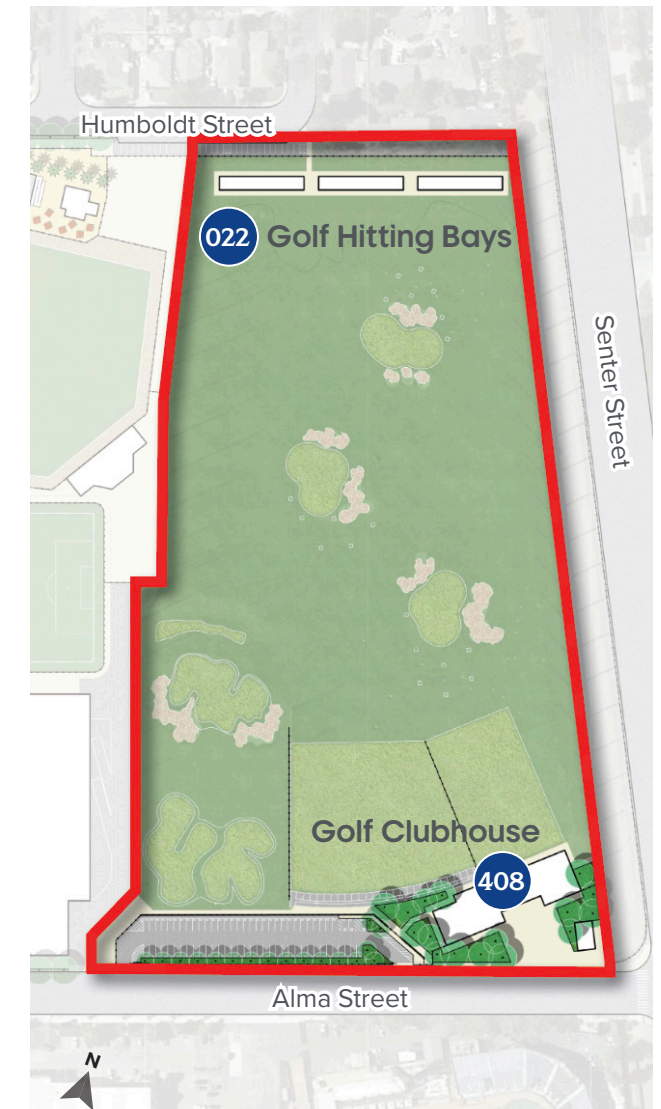 Humboldt Street
022 Golf Hitting Bays
Senter Street
Golf Clubhouse
408
Alma Street
N